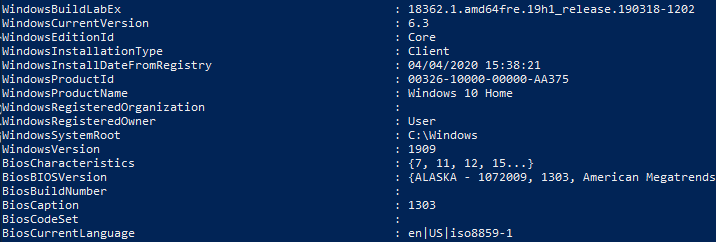 WindowsBuildLabEx : 18362.1.amd64fre.19h1_release.190318-1202
WindowsCurrentVersion : 6.3
WindowsEditionId : Core
WindowsInstallationType : Client
WindowsInstallDateFromRegistry : 04/04/2020 15:38:21
WindowsProductId : 00326-10000-00000-AA375
WindowsProductName : Windows 10 Home
WindowsRegisteredOrganization :
WindowsRegisteredOwner : User
WindowsSystemRoot : C:\Windows
WindowsVersion : 1909
BiosCharacteristics : {7, 11, 12, 15...}
BiosBIOSVersion : {ALASKA - 1072009, 1303, American Megatrends
BiosBuildNumber :
BiosCaption : 1303
BiosCodeSet :
BiosCurrentLanguage : en|US|iso8859-1